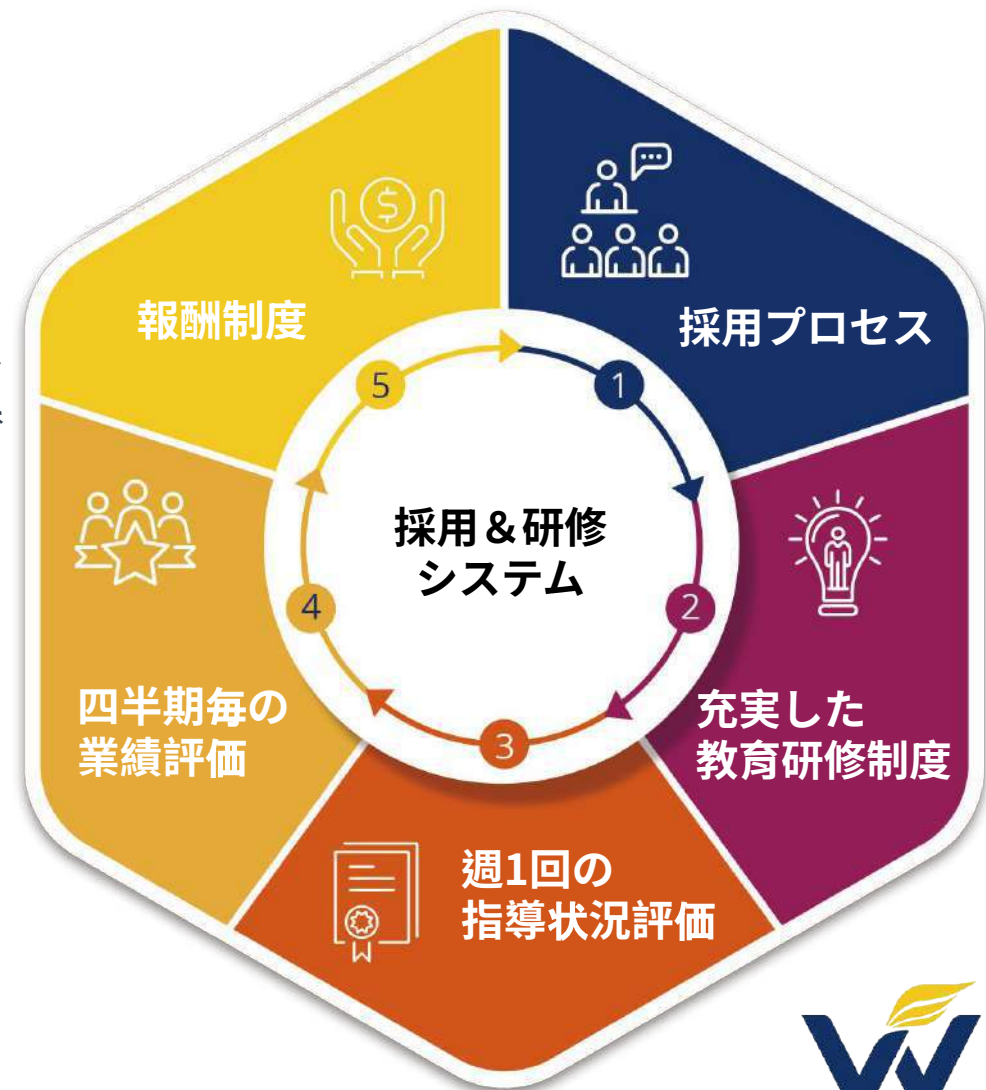 報酬制度
採用プロセス
5
1
採用＆研修
システム
4
2
四半期毎の
業績評価
充実した
教育研修制度
3
週1回の
指導状況評価